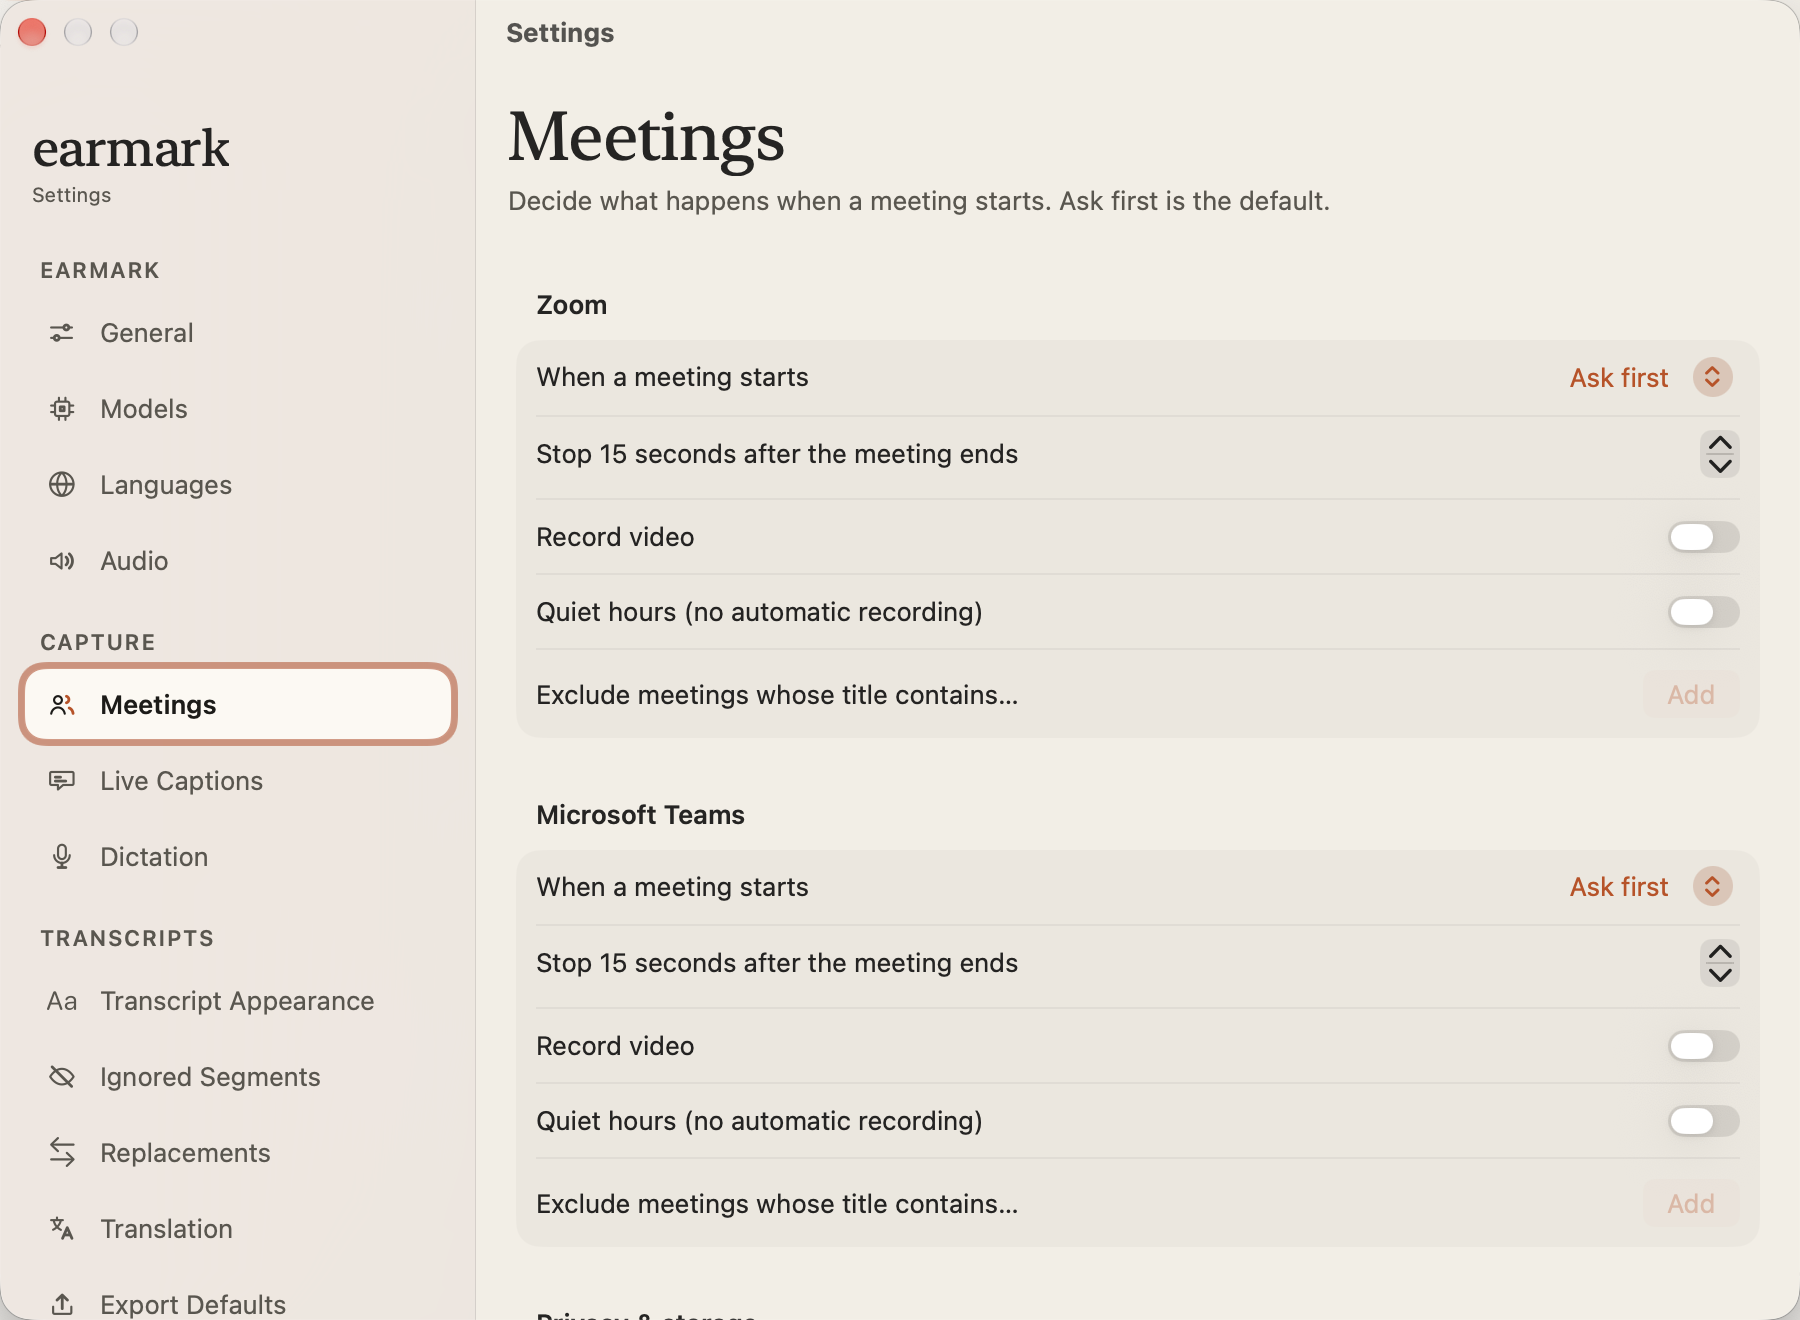 Settings
earmark
Settings
EARMARK
General
Models
Languages
Audio
CAPTURE
Meetings
Live Captions
Dictation
TRANSCRIPTS
Aa Transcript Appearance
Ignored Segments
Replacements
Translation
Export Defaults
Meetings
Decide what happens when a meeting starts. Ask first is the default.
Zoom
When a meeting starts Ask first
Stop 15 seconds after the meeting ends
Record video
Quiet hours (no automatic recording)
Exclude meetings whose title contains... Add
Microsoft Teams
When a meeting starts Ask first
Stop 15 seconds after the meeting ends
Record video
Quiet hours (no automatic recording)
Exclude meetings whose title contains... Add
Privacy & storage